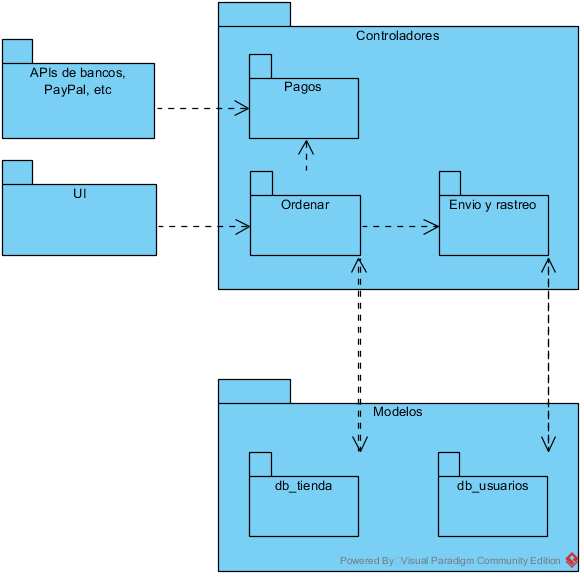 Controladores
APIs de bancos,
PayPal, etc
Pagos
UI
Ordenar
Envio y rastreo
Modelos
db_tienda
db_usuarios
Powered By Visual Paradigm Community Edition